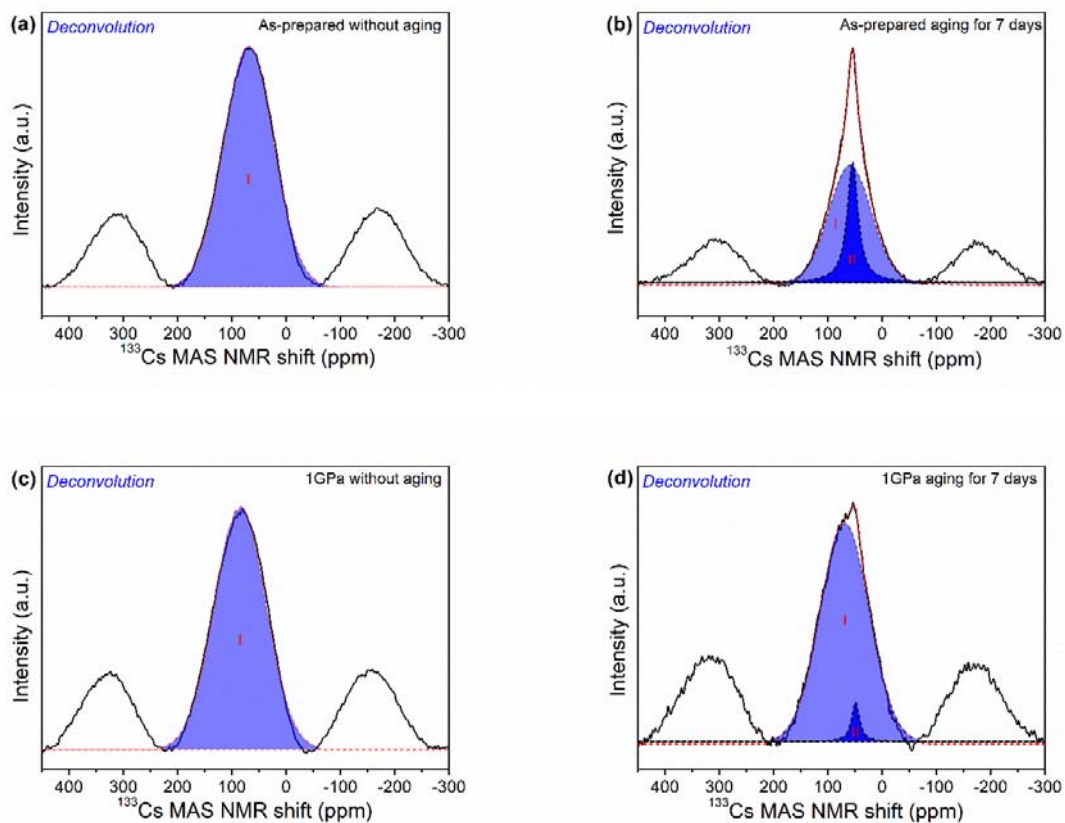 (a) Deconvolution As-prepared without aging
Intensity (a.u.)
I
400 300 200 100 0 -100 -200 -300
¹³³Cs MAS NMR shift (ppm)
(b) Deconvolution As-prepared aging for 7 days
Intensity (a.u.)
I
II
400 300 200 100 0 -100 -200 -300
¹³³Cs MAS NMR shift (ppm)
(c) Deconvolution 1GPa without aging
Intensity (a.u.)
I
400 300 200 100 0 -100 -200 -300
¹³³Cs MAS NMR shift (ppm)
(d) Deconvolution 1GPa aging for 7 days
Intensity (a.u.)
I
II
400 300 200 100 0 -100 -200 -300
¹³³Cs MAS NMR shift (ppm)